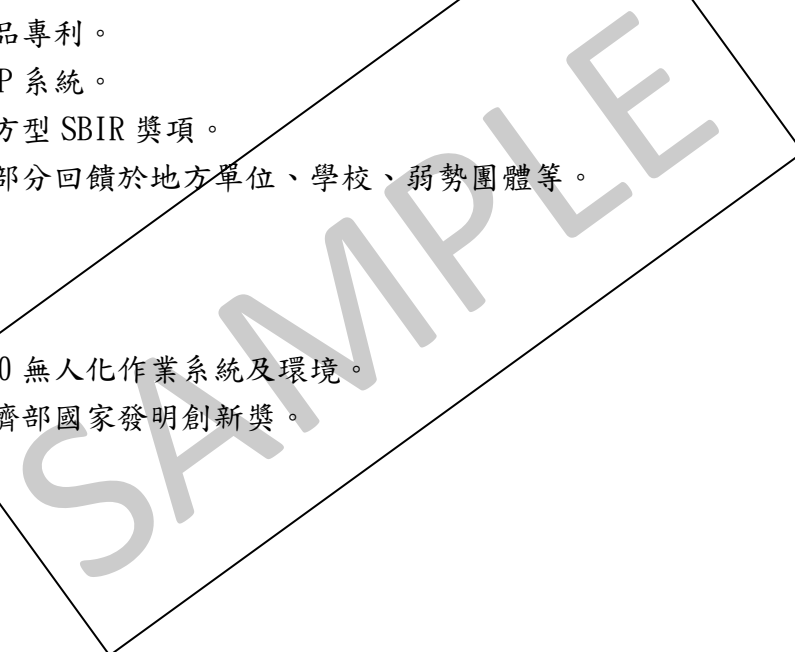 品專利。
P 系統。
方型 SBIR 獎項。
部分回饋於地方單位、學校、弱勢團體等。
0 無人化作業系統及環境。
濟部國家發明創新獎。
SAMPLE